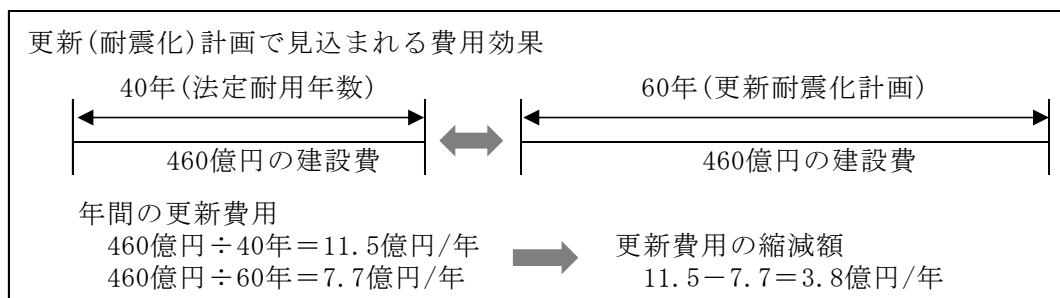 更新(耐震化)計画で見込まれる費用効果
40年(法定耐用年数)
60年(更新耐震化計画)
460億円の建設費
460億円の建設費
年間の更新費用
460億円÷40年＝11.5億円/年
460億円÷60年＝7.7億円/年
更新費用の縮減額
11.5－7.7＝3.8億円/年